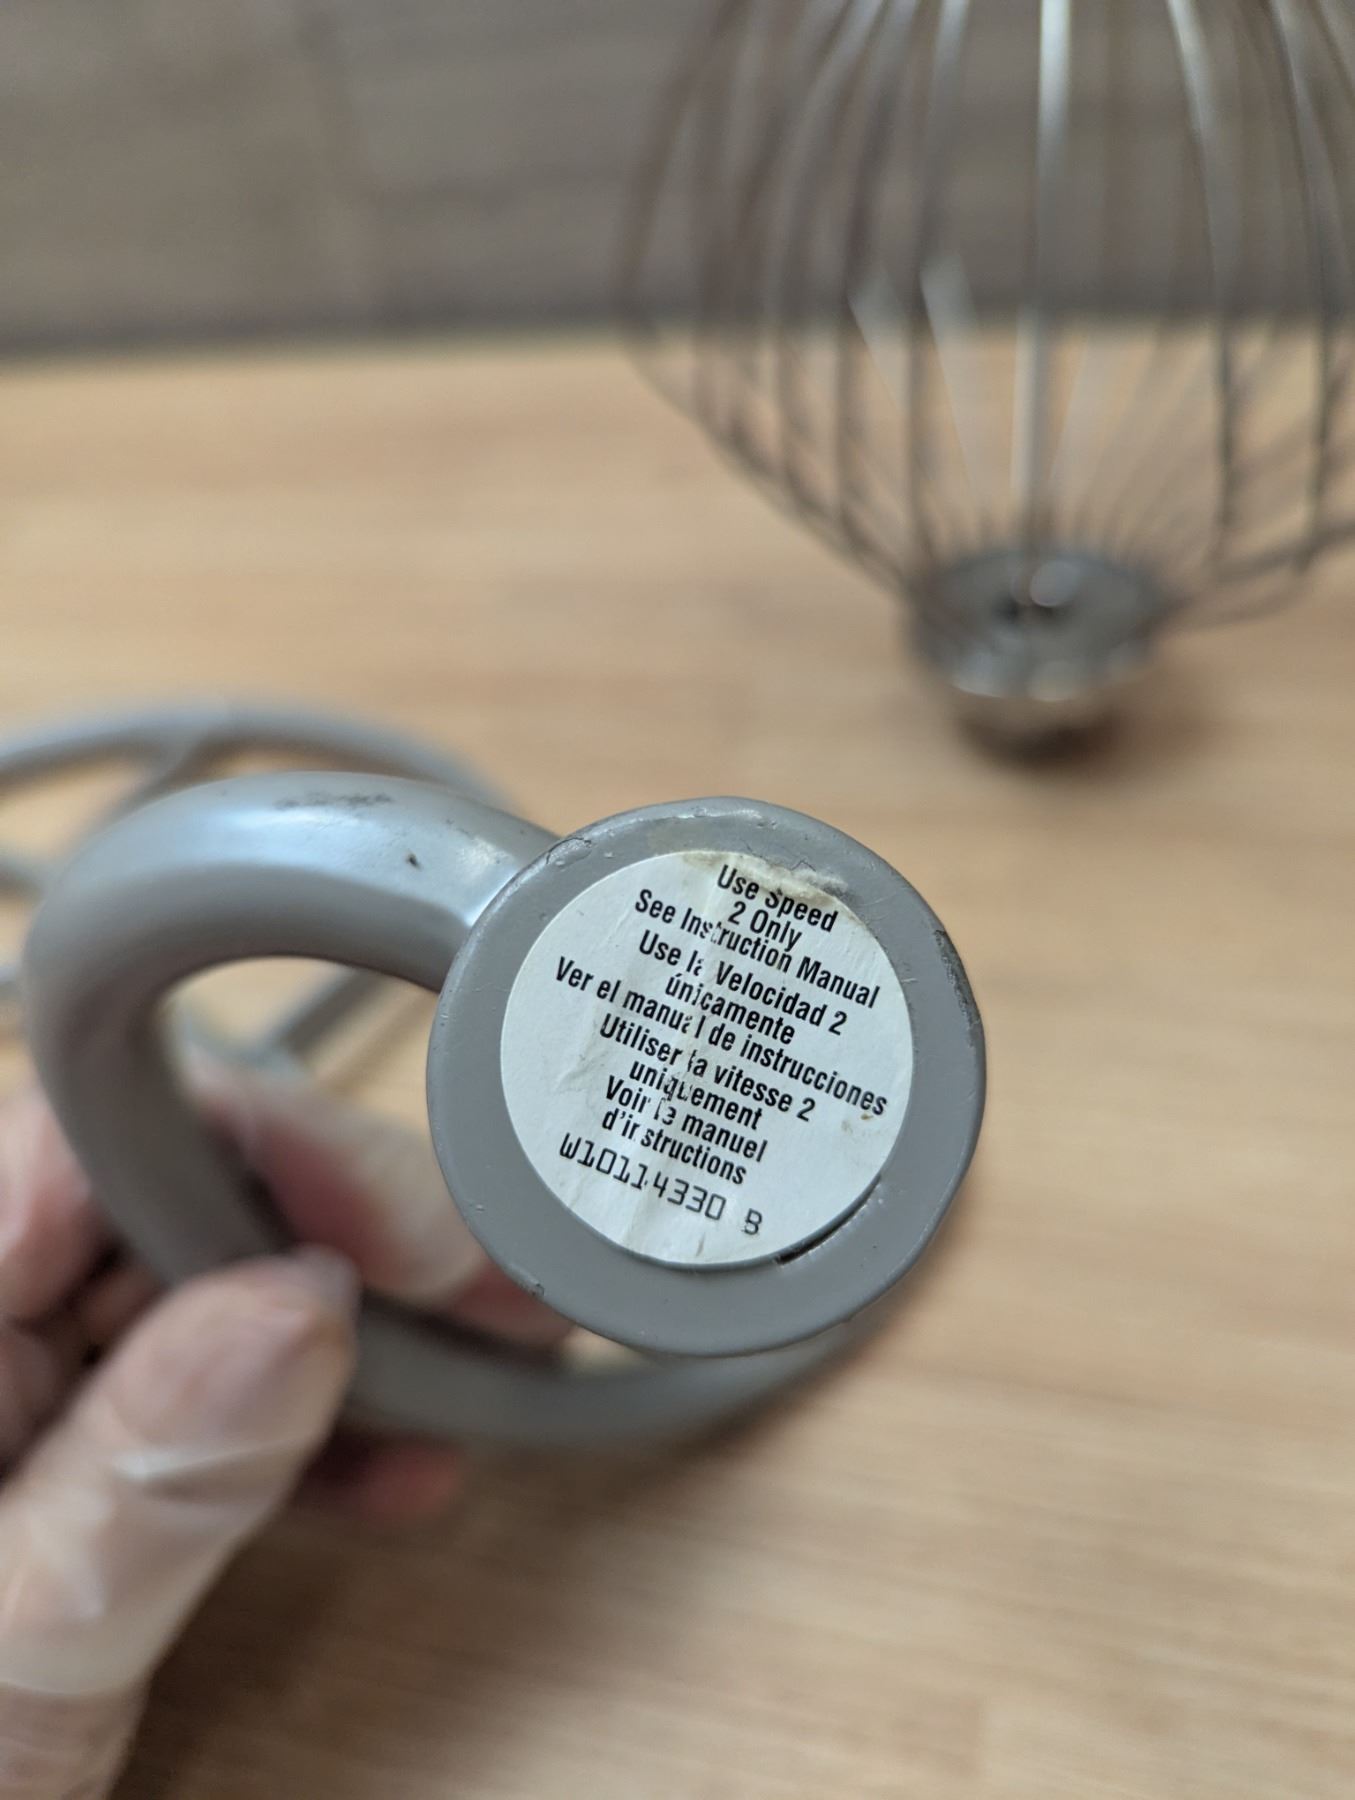 Use Speed
2 Only
See Instruction Manual
Use la Velocidad 2
únicamente
Ver el manual de instrucciones
Utiliser la vitesse 2
uniquement
Voir le manuel
d'instructions
W10114330 B